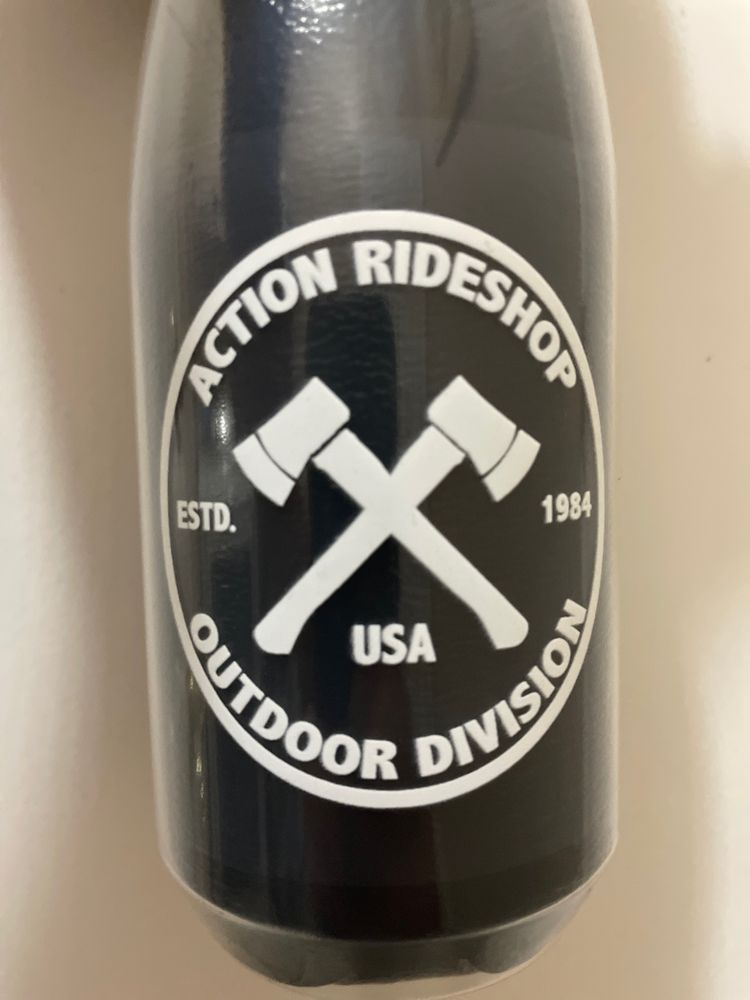 ACTION RIDESHOP
ESTD. 1984
USA
OUTDOOR DIVISION